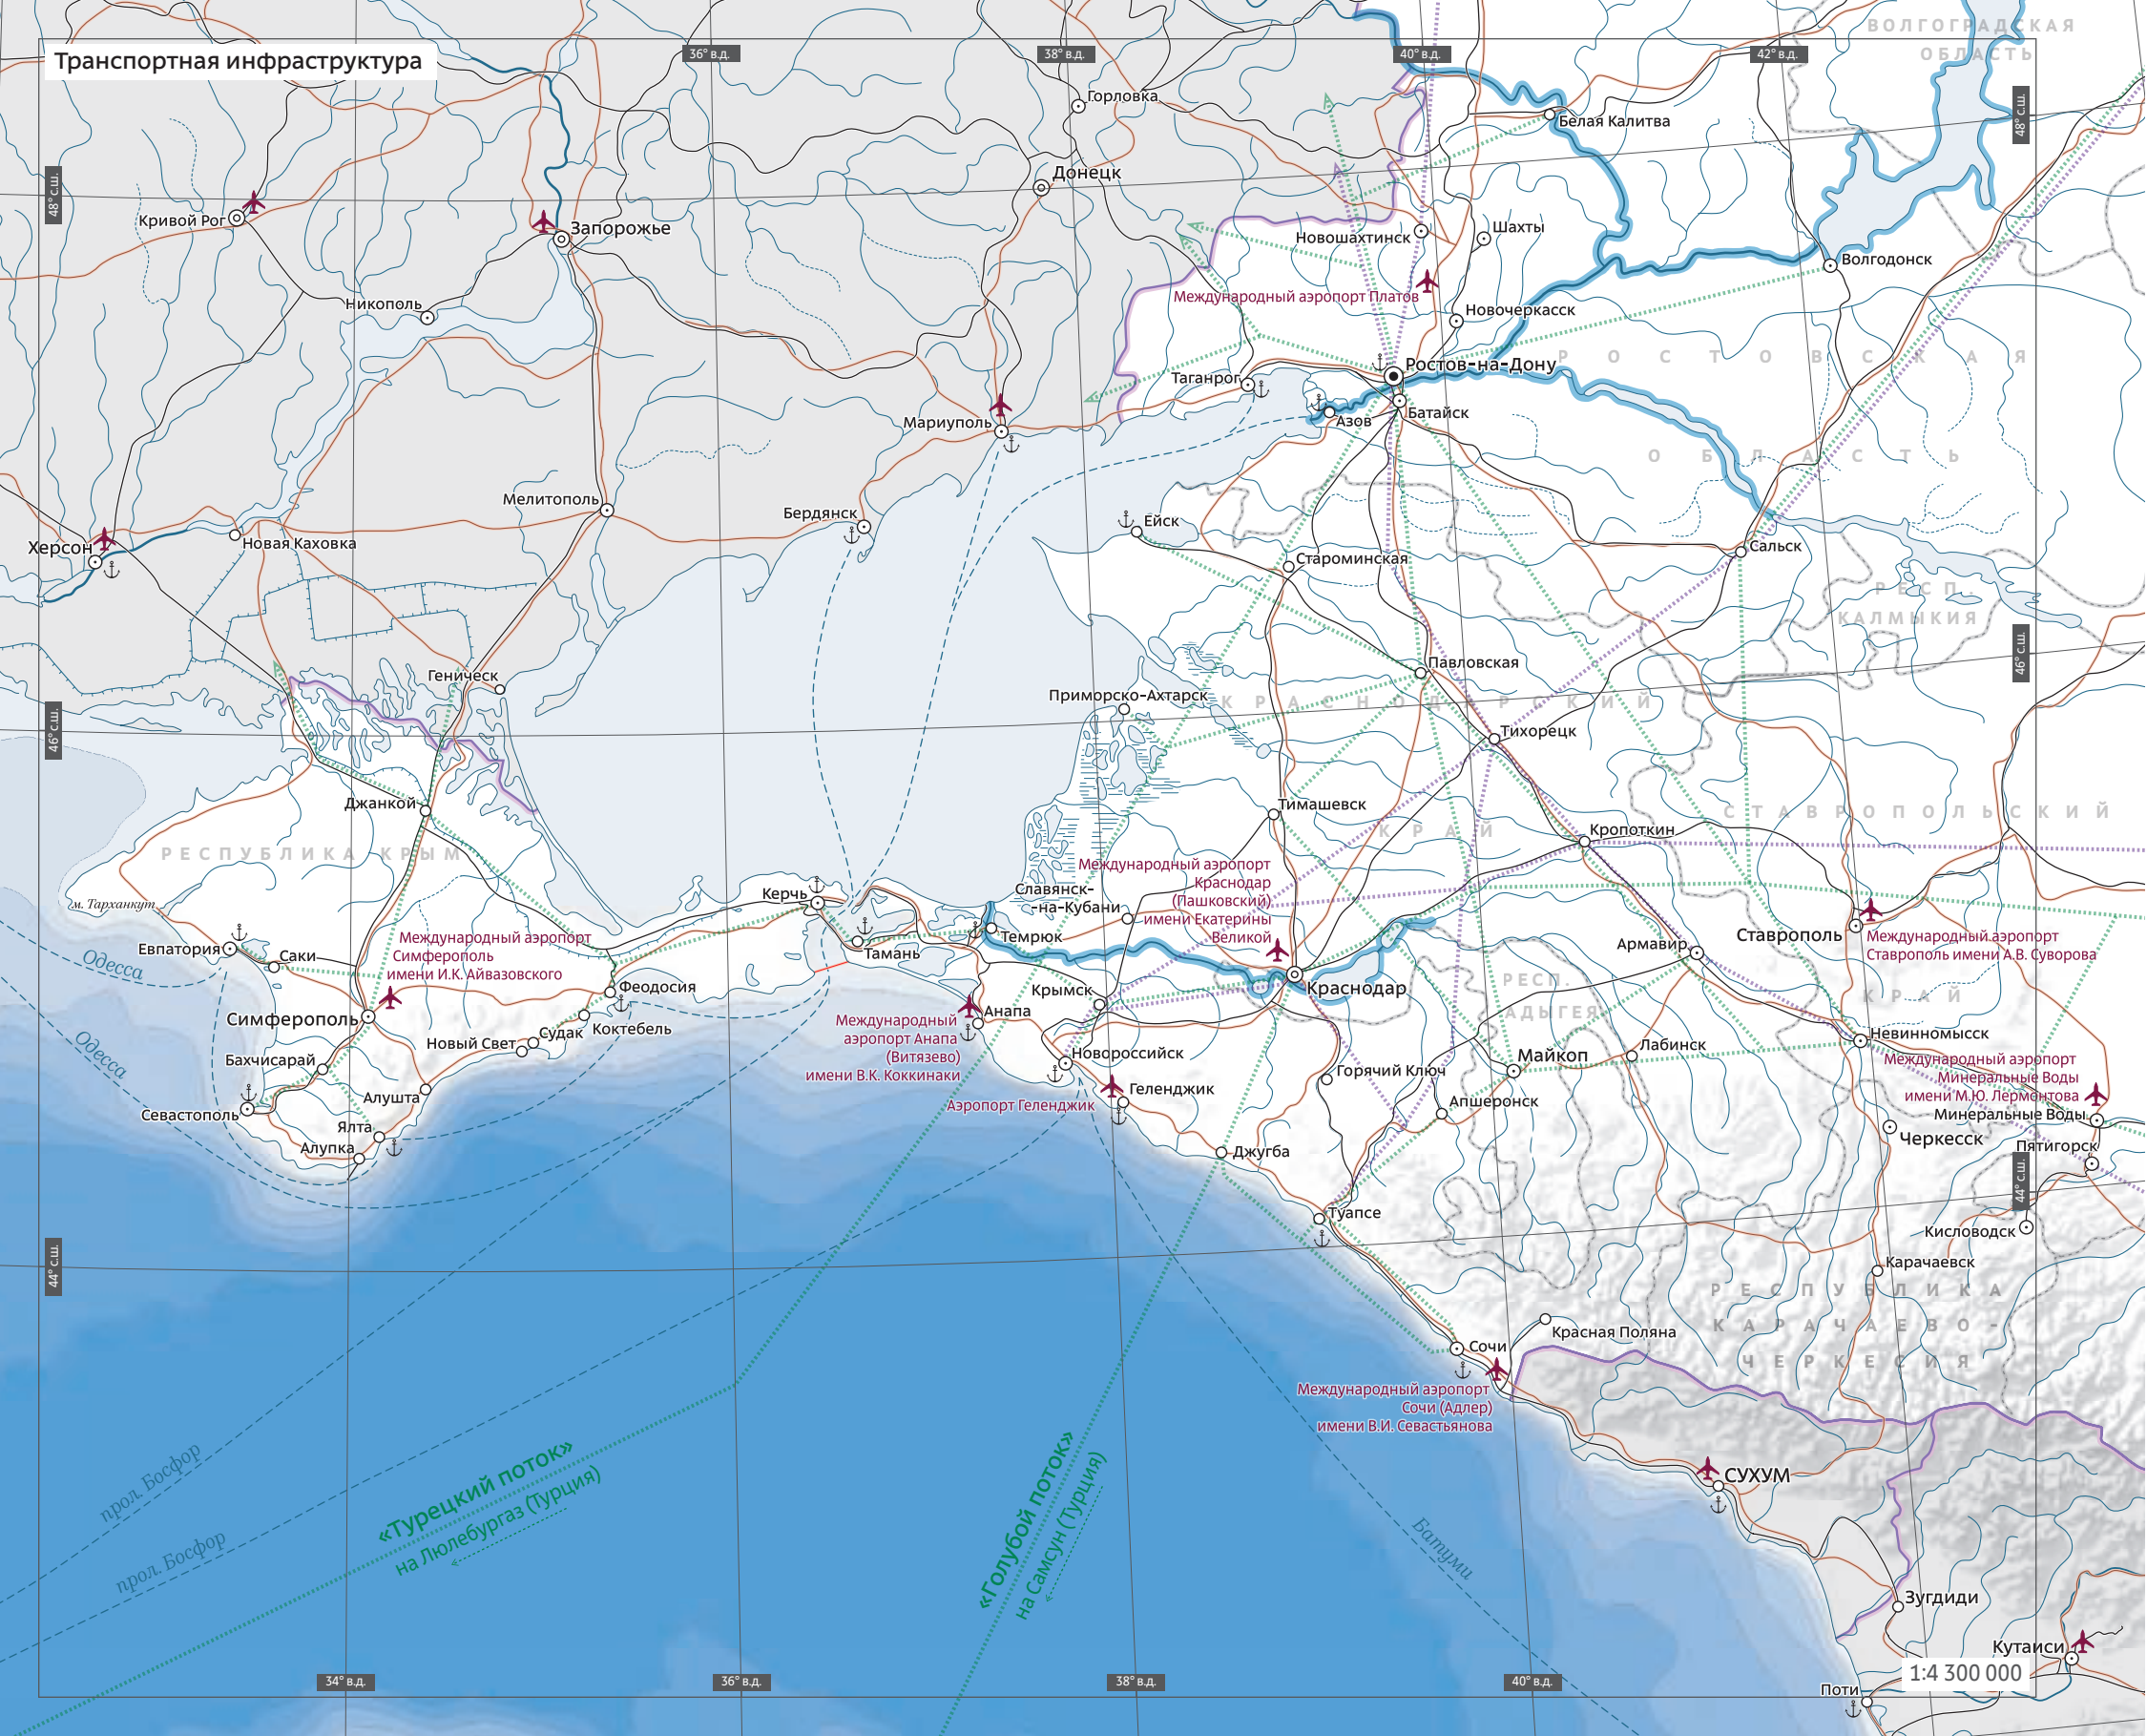 Транспортная инфраструктура
36° в.д.
38° в.д.
40° в.д.
42° в.д.
ВОЛГОГРАДСКАЯ
ОБЛАСТЬ
48° с.ш.
48° с.ш.
Горловка
Белая Калитва
Донецк
Кривой Рог
Запорожье
Новошахтинск
Шахты
Волгодонск
Никополь
Международный аэропорт Платов
Новочеркасск
Ростов-на-Дону
РОСТОВСКАЯ
Таганрог
Батайск
Азов
Мариуполь
ОБЛАСТЬ
Мелитополь
Бердянск
Ейск
Херсон
Новая Каховка
Староминская
Сальск
РЕСП.
КАЛМЫКИЯ
46° с.ш.
46° с.ш.
Геническ
Павловская
Приморско-Ахтарск
КРАСНОДАРСКИЙ
Тихорецк
Джанкой
Тимашевск
СТАВРОПОЛЬСКИЙ
КРАЙ
Кропоткин
РЕСПУБЛИКА КРЫМ
Международный аэропорт
Краснодар
(Пашковский)
имени Екатерины
Великой
Славянск-
-на-Кубани
Керчь
м. Тарханкут
Темрюк
Тамань
Евпатория
Саки
Одесса
Международный аэропорт
Симферополь
имени И.К. Айвазовского
Армавир
Ставрополь
Международный аэропорт
Ставрополь имени А.В. Суворова
КРАЙ
Феодосия
Крымск
Краснодар
РЕСП.
АДЫГЕЯ
Симферополь
Коктебель
Судак
Новый Свет
Анапа
Международный
аэропорт Анапа
(Витязево)
имени В.К. Коккинаки
Невинномысск
Одесса
Бахчисарай
Новороссийск
Майкоп
Лабинск
Международный аэропорт
Минеральные Воды
имени М.Ю. Лермонтова
Минеральные Воды
Горячий Ключ
Геленджик
Аэропорт Геленджик
Апшеронск
Алушта
Севастополь
Ялта
Алупка
Черкесск
Пятигорск
Джубга
44° с.ш.
44° с.ш.
Туапсе
Кисловодск
Карачаевск
РЕСПУБЛИКА
КАРАЧАЕВО-
ЧЕРКЕСИЯ
Красная Поляна
Сочи
Международный аэропорт
Сочи (Адлер)
имени В.И. Севастьянова
прол. Босфор
прол. Босфор
«Турецкий поток»
на Люлебургаз (Турция)
«Голубой поток»
на Самсун (Турция)
Батуми
СУХУМ
Зугдиди
Кутаиси
1:4 300 000
Поти
34° в.д.
36° в.д.
38° в.д.
40° в.д.